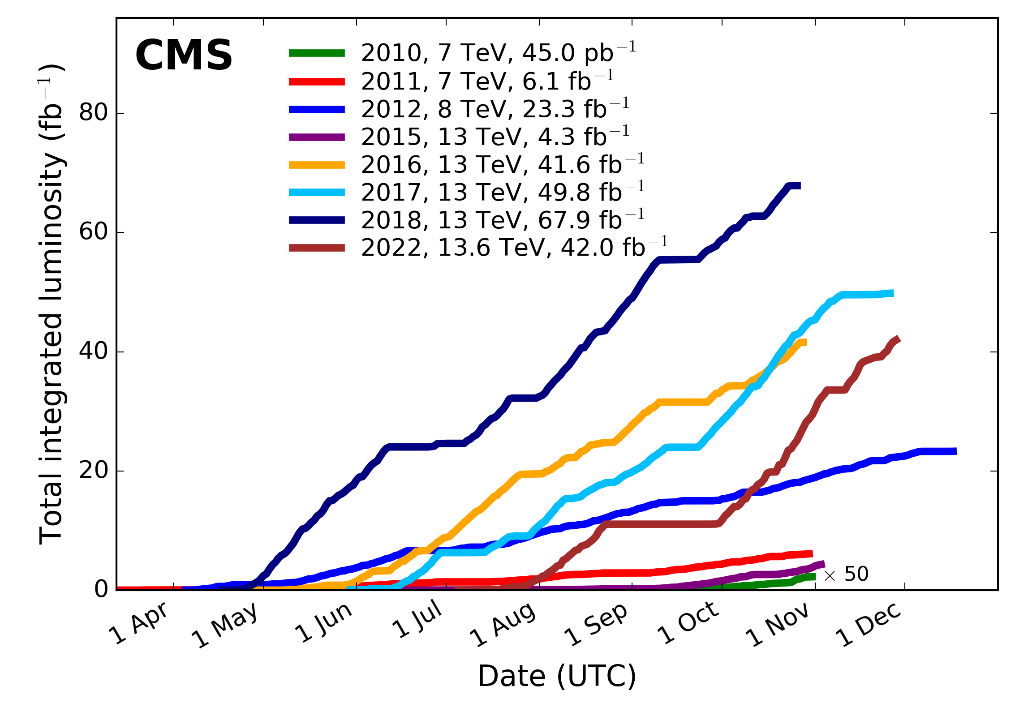 CMS
2010, 7 TeV, 45.0 pb⁻¹
2011, 7 TeV, 6.1 fb⁻¹
2012, 8 TeV, 23.3 fb⁻¹
2015, 13 TeV, 4.3 fb⁻¹
2016, 13 TeV, 41.6 fb⁻¹
2017, 13 TeV, 49.8 fb⁻¹
2018, 13 TeV, 67.9 fb⁻¹
2022, 13.6 TeV, 42.0 fb⁻¹
Total integrated luminosity (fb⁻¹)
80
60
40
20
0
× 50
1 Apr
1 May
1 Jun
1 Jul
1 Aug
1 Sep
1 Oct
1 Nov
1 Dec
Date (UTC)